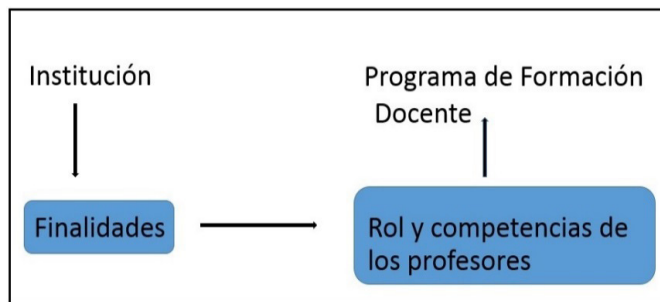 Institución
Programa de Formación
Docente
Finalidades
Rol y competencias de
los profesores